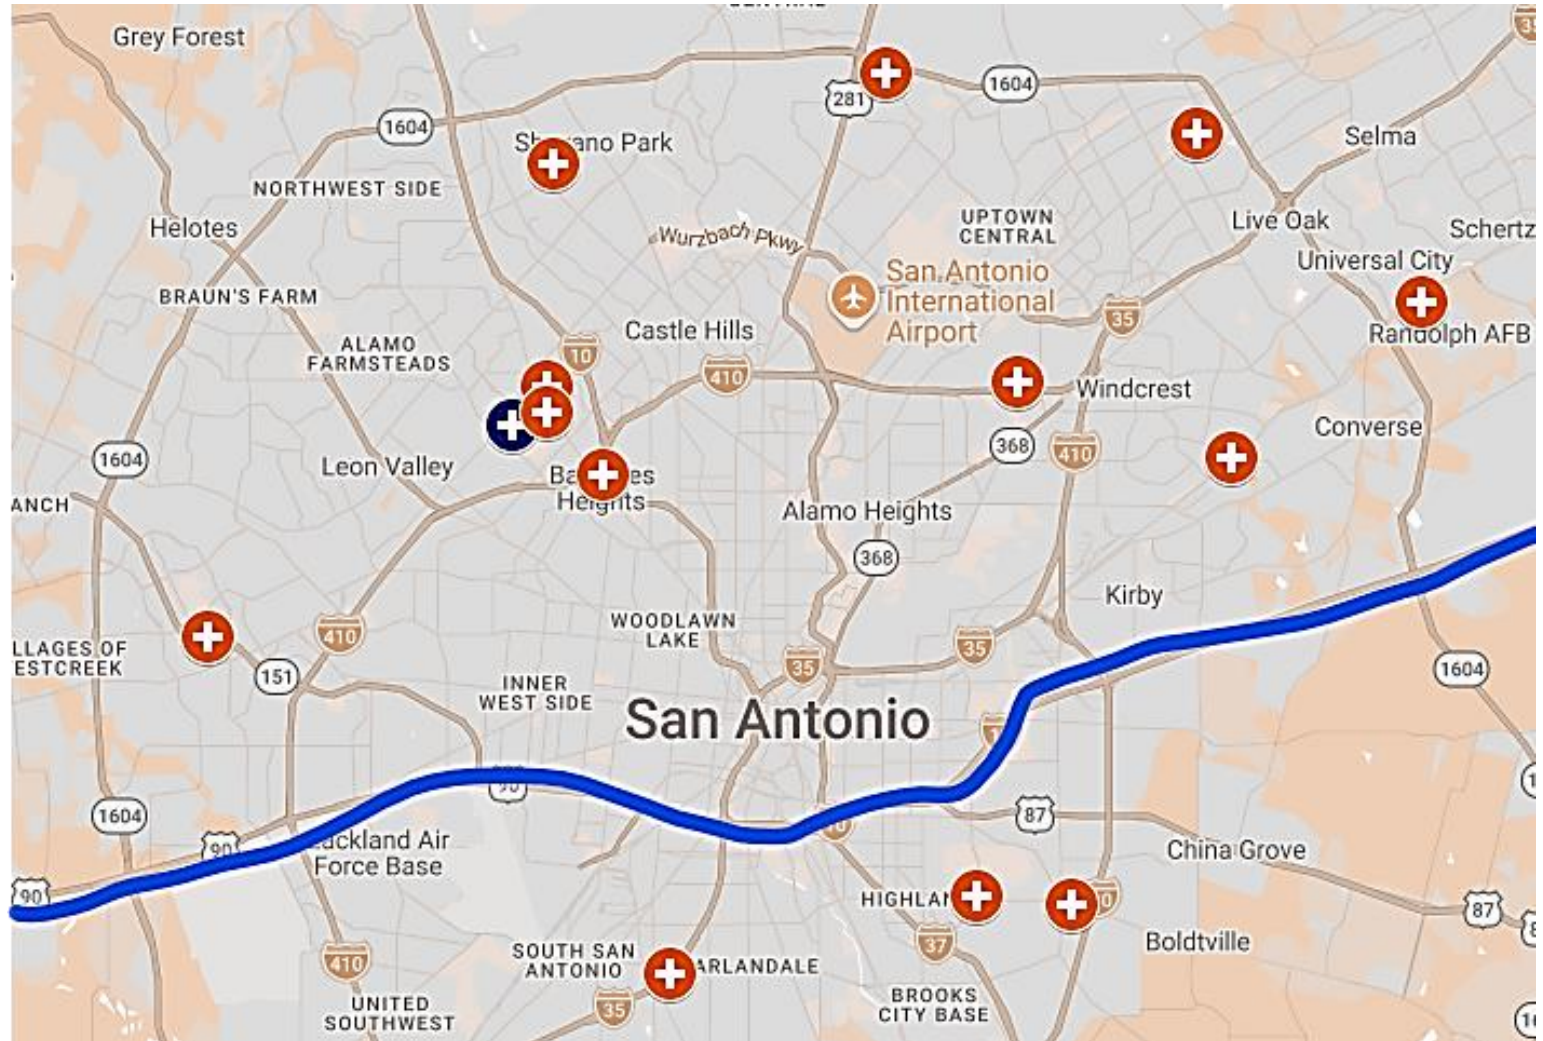 Grey Forest
1604
281
1604
Selma
Park
NORTHWEST SIDE
Helotes
Wurzbach Pkwy
UPTOWN
CENTRAL
Live Oak
Schertz
San Antonio
International
Airport
Universal City
BRAUN'S FARM
35
Castle Hills
ALAMO
FARMSTEADS
10
Randolph AFB
410
Windcrest
368
410
Converse
1604
Leon Valley
Heights
ANCH
Alamo Heights
368
Kirby
410
WOODLAWN
LAKE
35
35
LLAGES OF
ESTCREEK
151
1604
INNER
WEST SIDE
San Antonio
90
1604
87
90
ackland Air
Force Base
China Grove
90
HIGHLA
87
Boldtville
37
410
SOUTH SAN
ANTONIO
ARLANDALE
35
UNITED
SOUTHWEST
BROOKS
CITY BASE